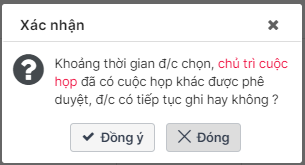 Xác nhận
Khoảng thời gian đ/c chọn, chủ trì cuộc
họp đã có cuộc họp khác được phê
duyệt, đ/c có tiếp tục ghi hay không ?
Đồng ý
Đóng